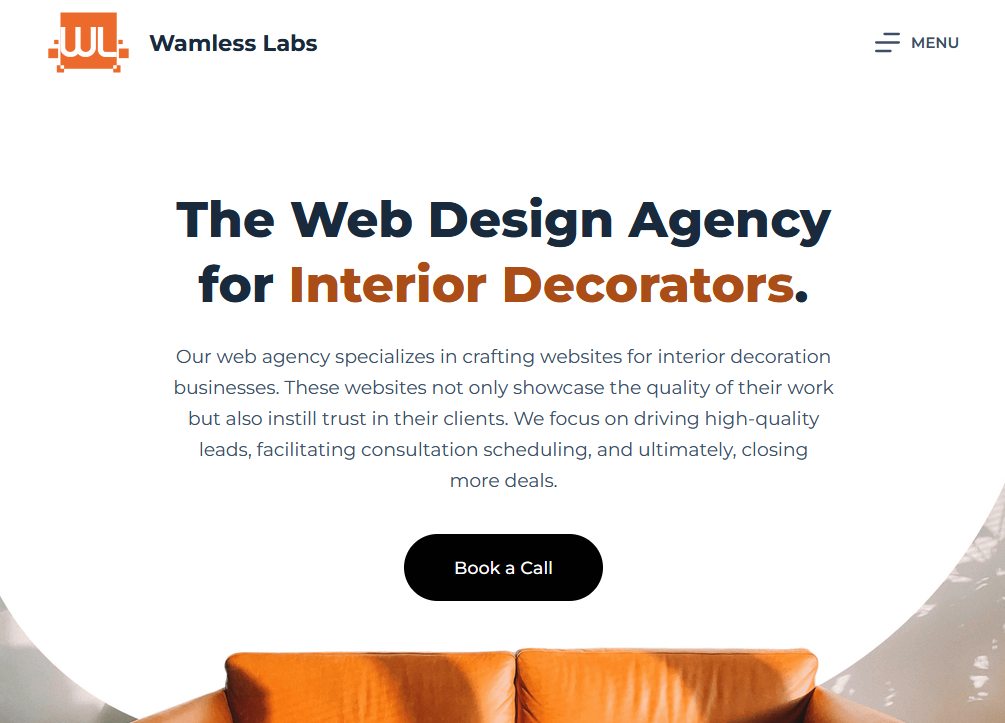 WL
Wamless Labs
MENU
The Web Design Agency
for Interior Decorators.
Our web agency specializes in crafting websites for interior decoration
businesses. These websites not only showcase the quality of their work
but also instill trust in their clients. We focus on driving high-quality
leads, facilitating consultation scheduling, and ultimately, closing
more deals.
Book a Call